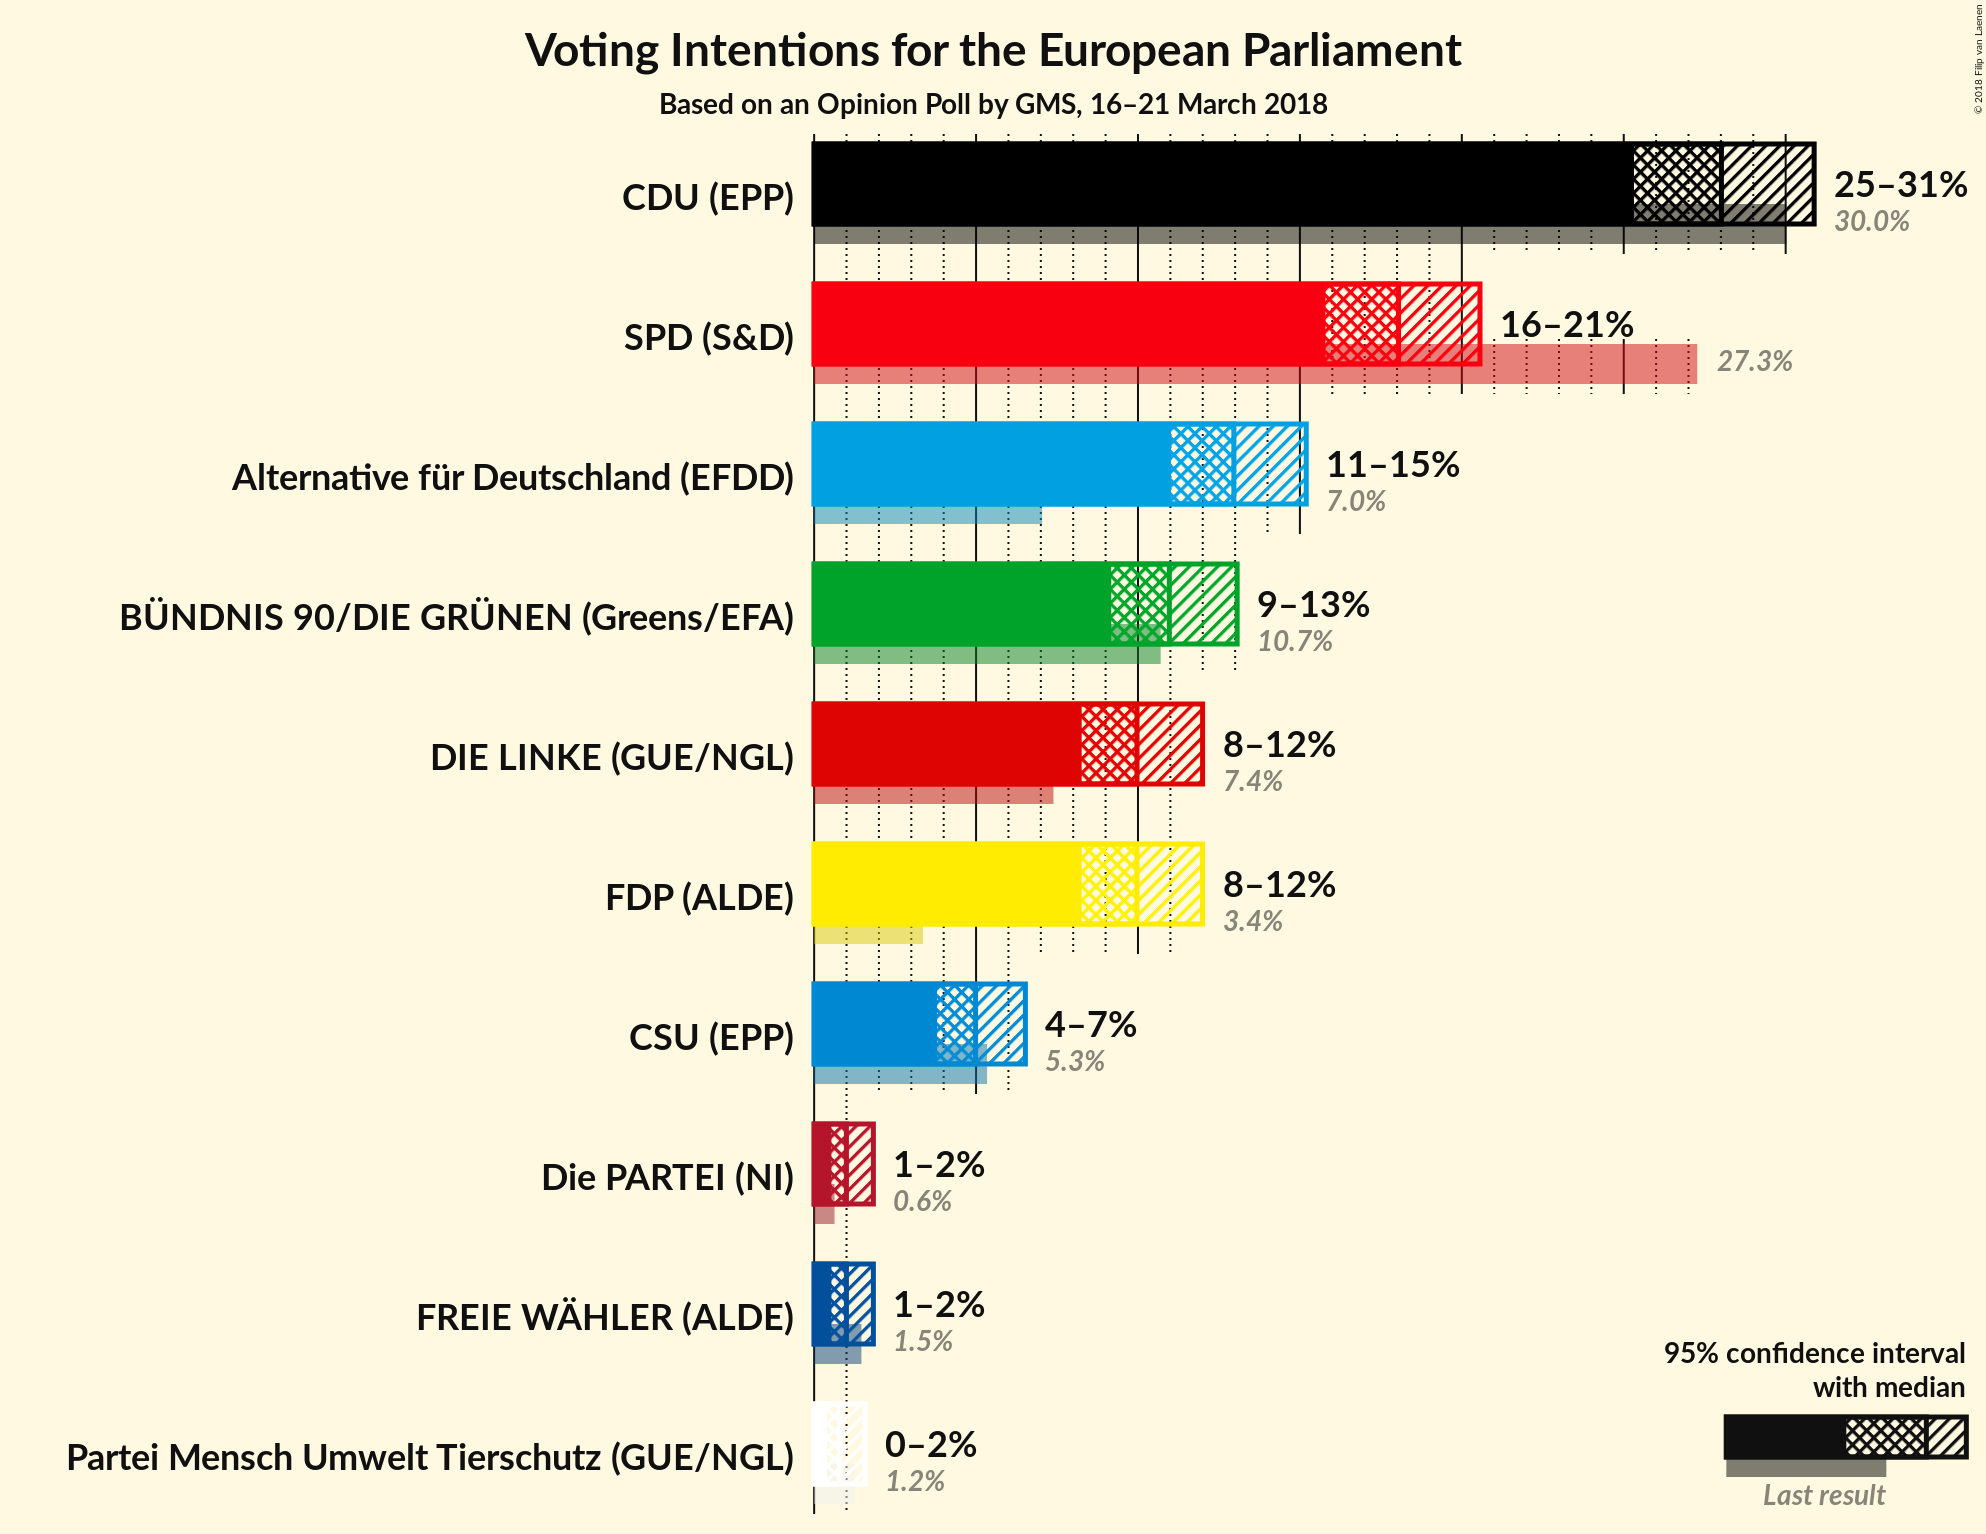 © 2018 Filip van Laenen
Voting Intentions for the European Parliament
Based on an Opinion Poll by GMS, 16–21 March 2018
CDU (EPP)
25–31%
30.0%
SPD (S&D)
16–21%
27.3%
Alternative für Deutschland (EFDD)
11–15%
7.0%
BÜNDNIS 90/DIE GRÜNEN (Greens/EFA)
9–13%
10.7%
DIE LINKE (GUE/NGL)
8–12%
7.4%
FDP (ALDE)
8–12%
3.4%
CSU (EPP)
4–7%
5.3%
Die PARTEI (NI)
1–2%
0.6%
FREIE WÄHLER (ALDE)
1–2%
1.5%
Partei Mensch Umwelt Tierschutz (GUE/NGL)
0–2%
1.2%
95% confidence interval
with median
Last result